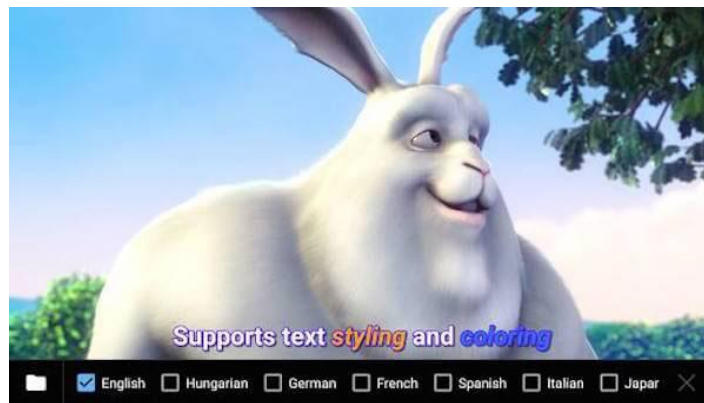 Supports text styling and coloring
English Hungarian German French Spanish Italian Japar